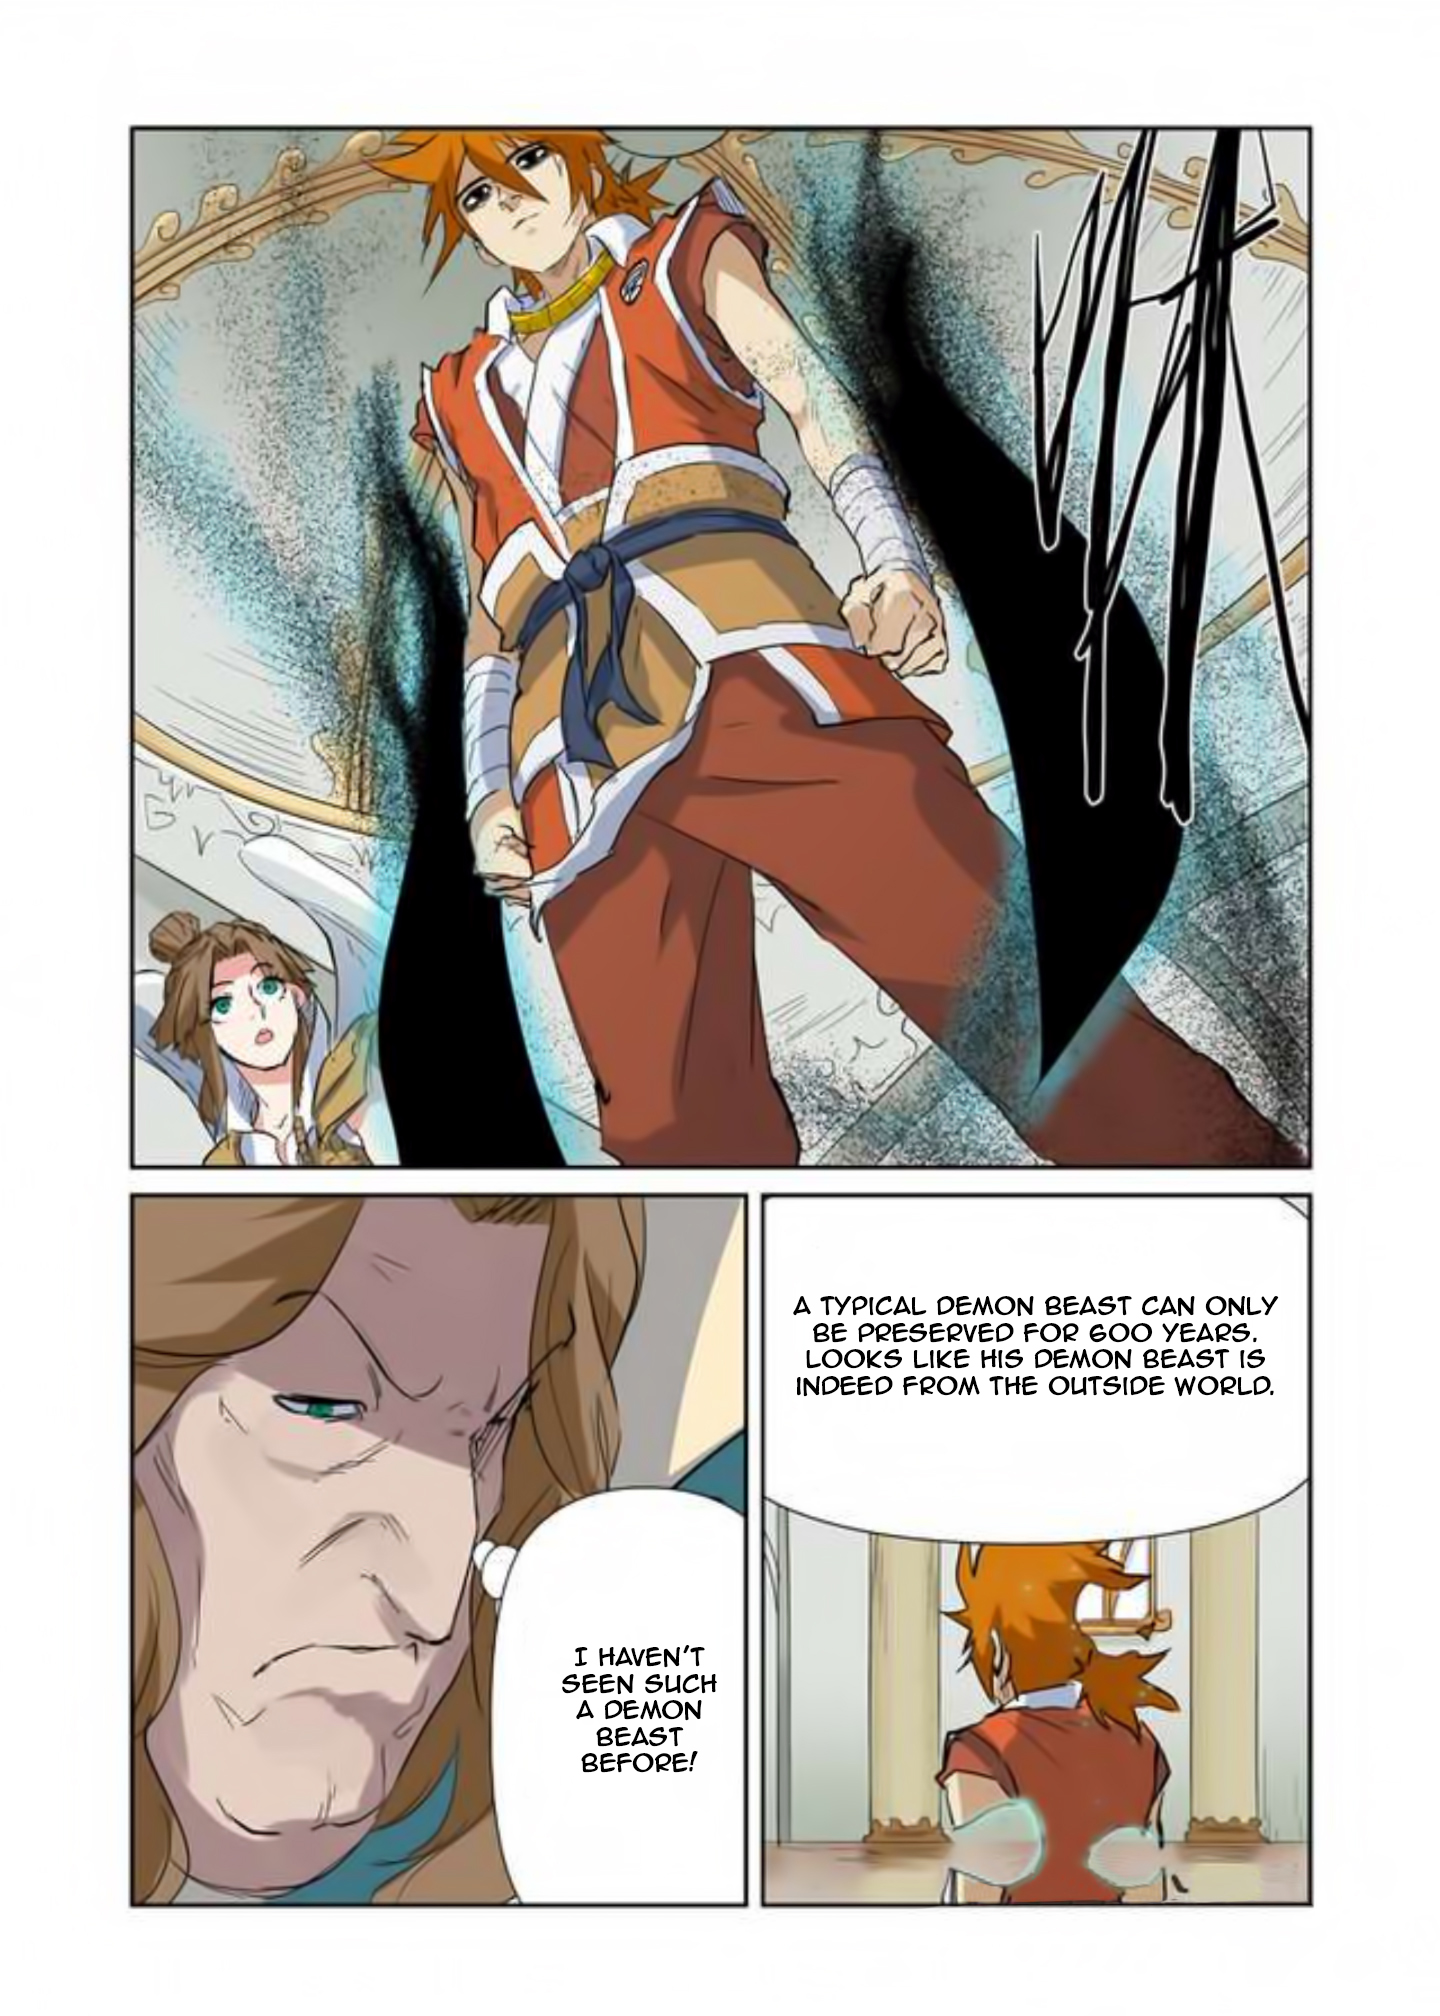 I HAVEN'T
SEEN SUCH
A DEMON
BEAST
BEFORE!
A TYPICAL DEMON BEAST CAN ONLY
BE PRESERVED FOR 600 YEARS.
LOOKS LIKE HIS DEMON BEAST IS
INDEED FROM THE OUTSIDE WORLD.